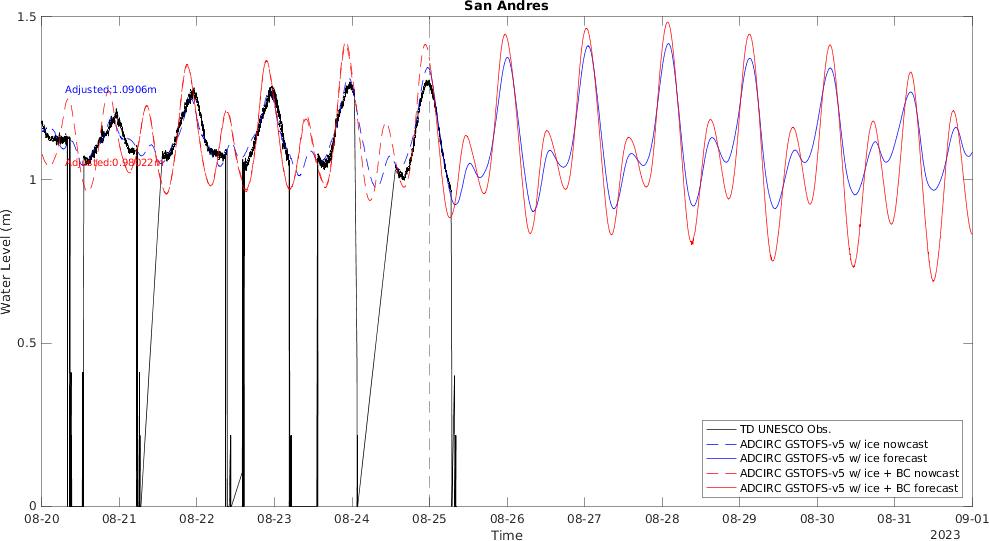 San Andres
1.5
1
0.5
0
Water Level (m)
Adjusted:1.0906m
Adjusted:0.98022m
TD UNESCO Obs.
ADCIRC GSTOFS-v5 w/ ice nowcast
ADCIRC GSTOFS-v5 w/ ice forecast
ADCIRC GSTOFS-v5 w/ ice + BC nowcast
ADCIRC GSTOFS-v5 w/ ice + BC forecast
08-20 08-21 08-22 08-23 08-24 08-25 08-26 08-27 08-28 08-29 08-30 08-31 09-01
Time
2023